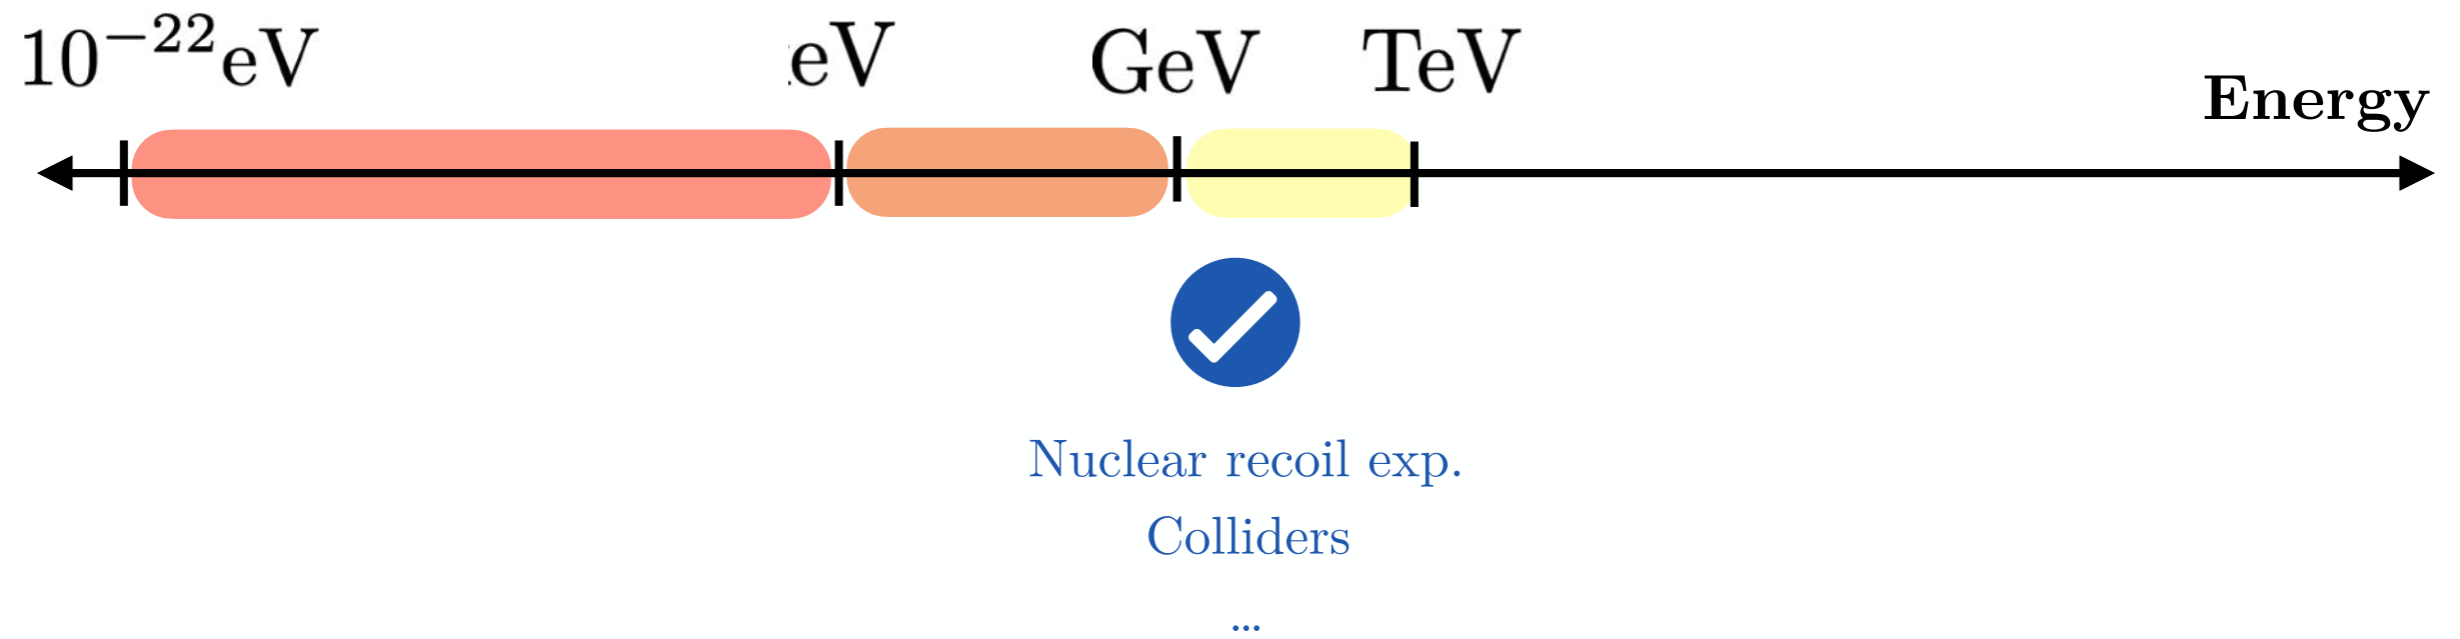 10⁻²²eV
eV
GeV
TeV
Energy
Nuclear recoil exp.
Colliders
...